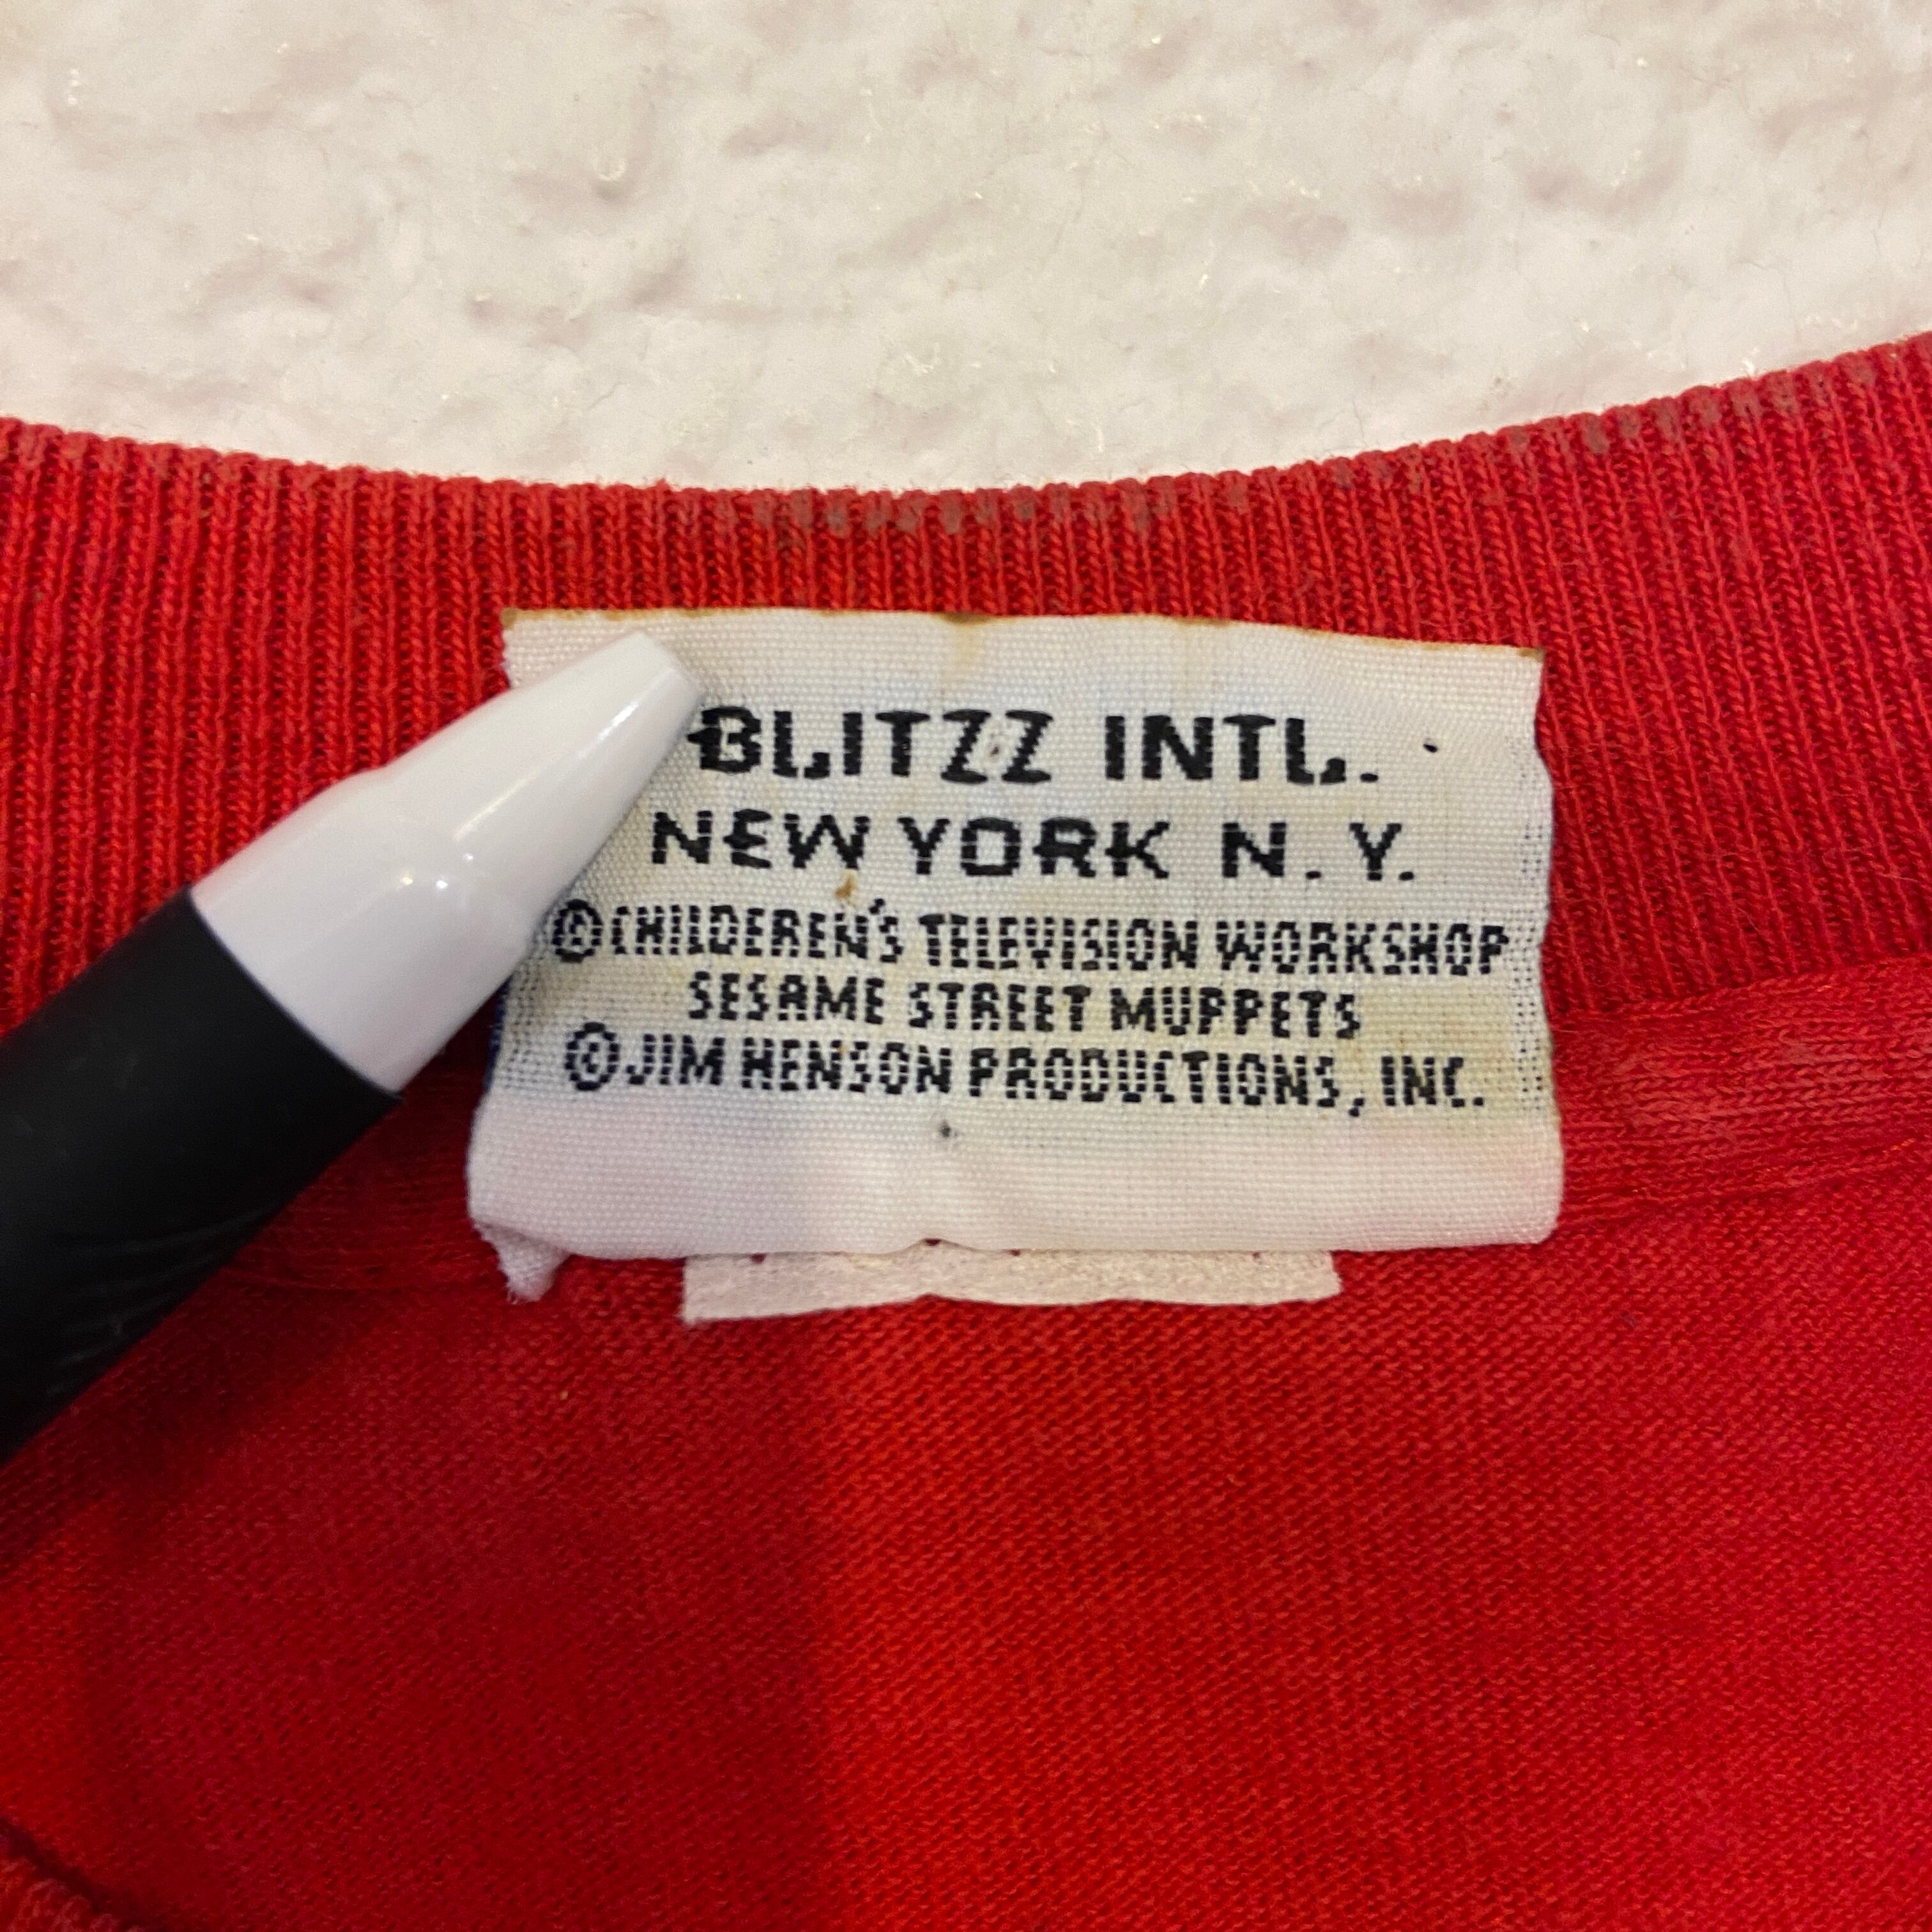 BLITZZ INTL.
NEW YORK N.Y.
©CHILDEREN'S TELEVISION WORKSHOP
SESAME STREET MUPPETS
©JIM HENSON PRODUCTIONS, INC.